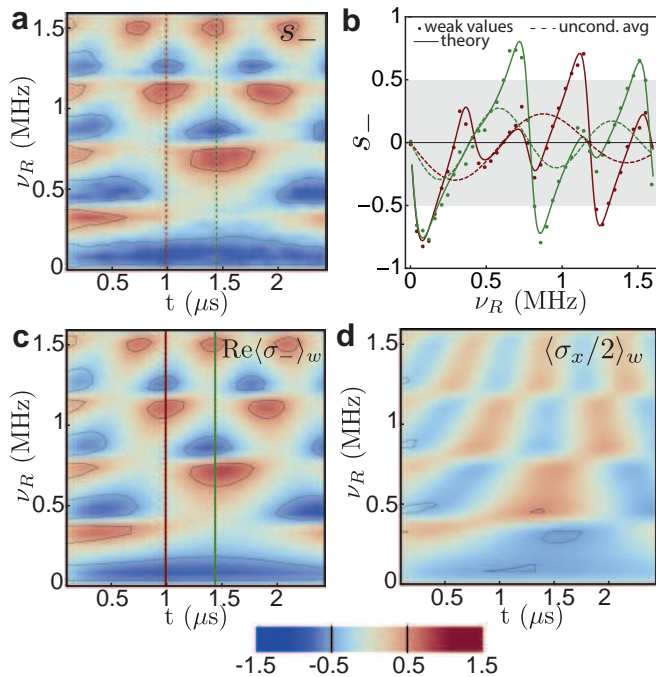 a
s₋
ν_R (MHz)
1.5
1
0.5
0
0.5
1
1.5
2
t (μs)
b
weak values
uncond. avg
theory
s₋
1
0.5
0
−0.5
−1
0
0.5
1
1.5
ν_R (MHz)
c
Re⟨σ₋⟩_w
ν_R (MHz)
1.5
1
0.5
0
0.5
1
1.5
2
t (μs)
d
⟨σ_x/2⟩_w
ν_R (MHz)
1.5
1
0.5
0
0.5
1
1.5
2
t (μs)
-1.5
-0.5
0.5
1.5